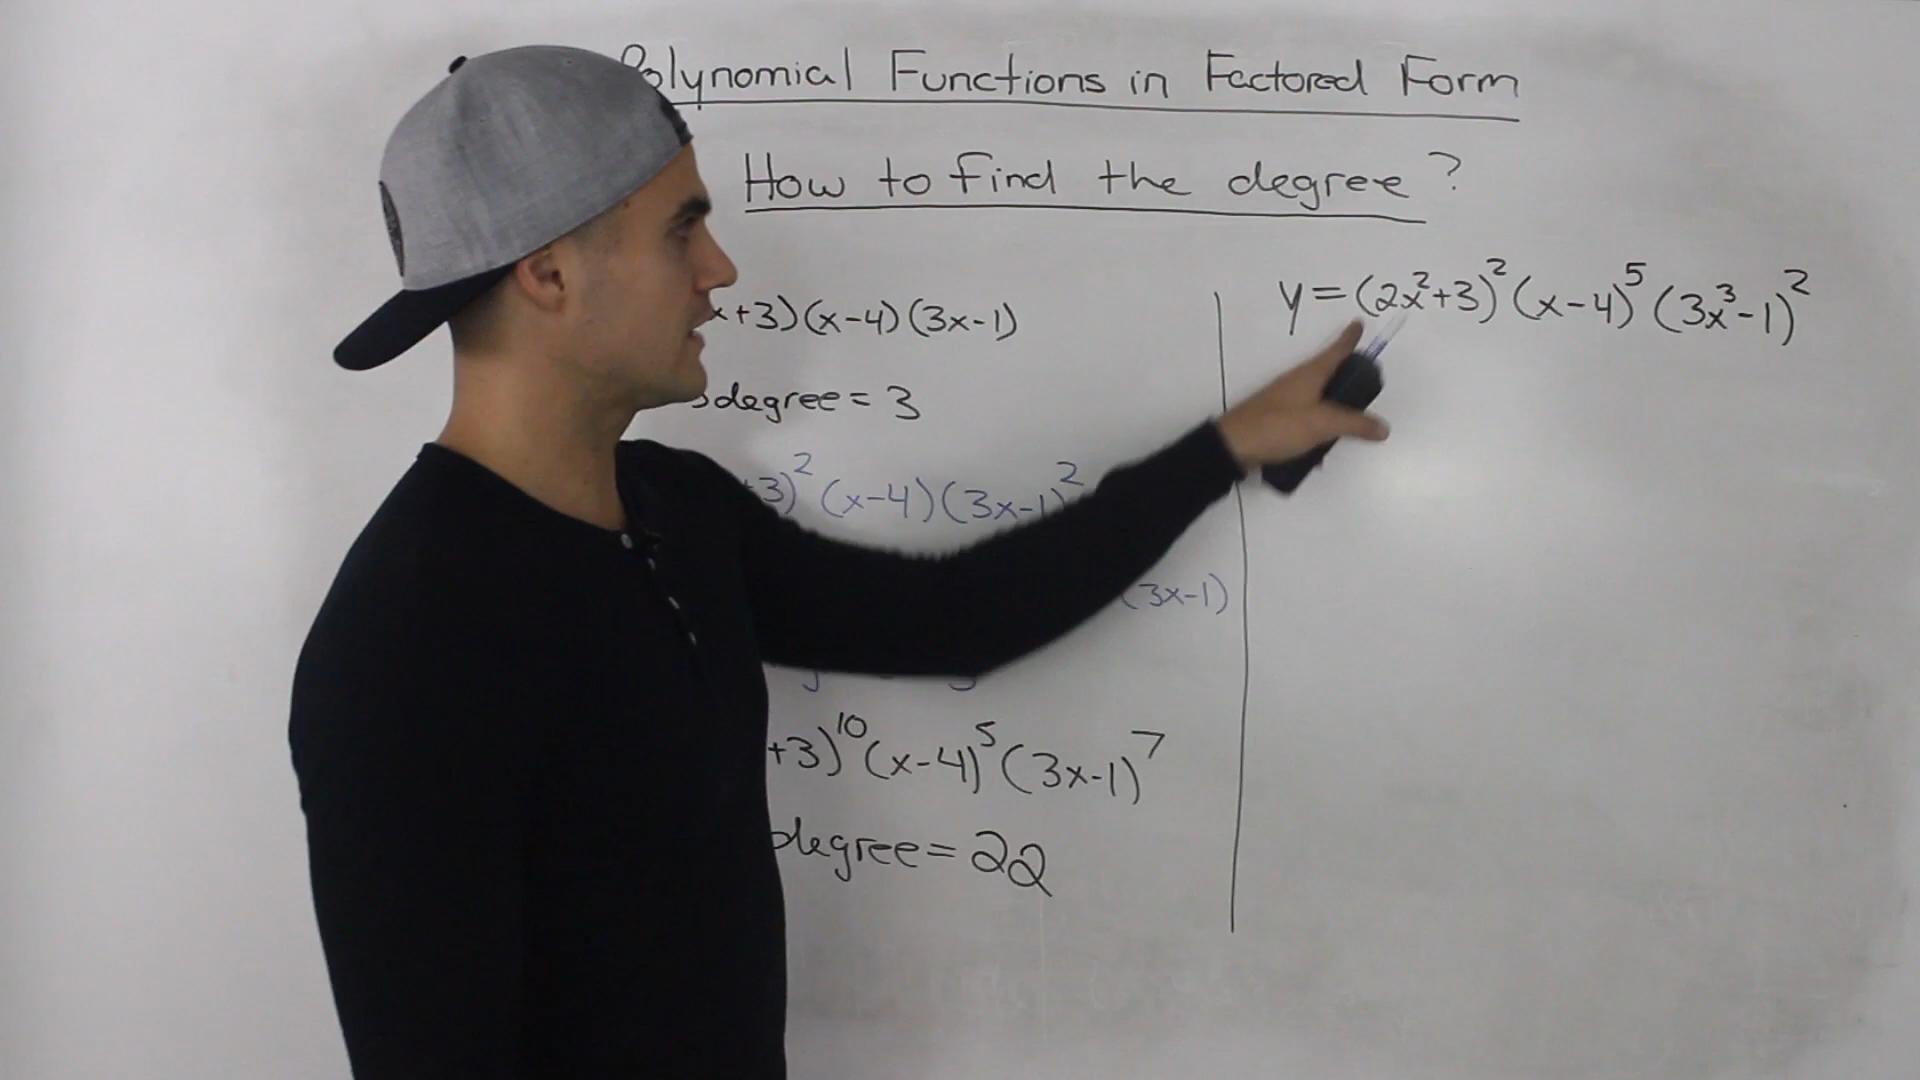 Polynomial Functions in Factored Form
How to find the degree?
x+3)(x-4)(3x-1)
degree = 3
+3)²(x-4)(3x-1)²
(3x-1)
+3)¹⁰(x-4)⁵(3x-1)⁷
degree = 22
y=(2x²+3)²(x-4)⁵(3x³-1)²